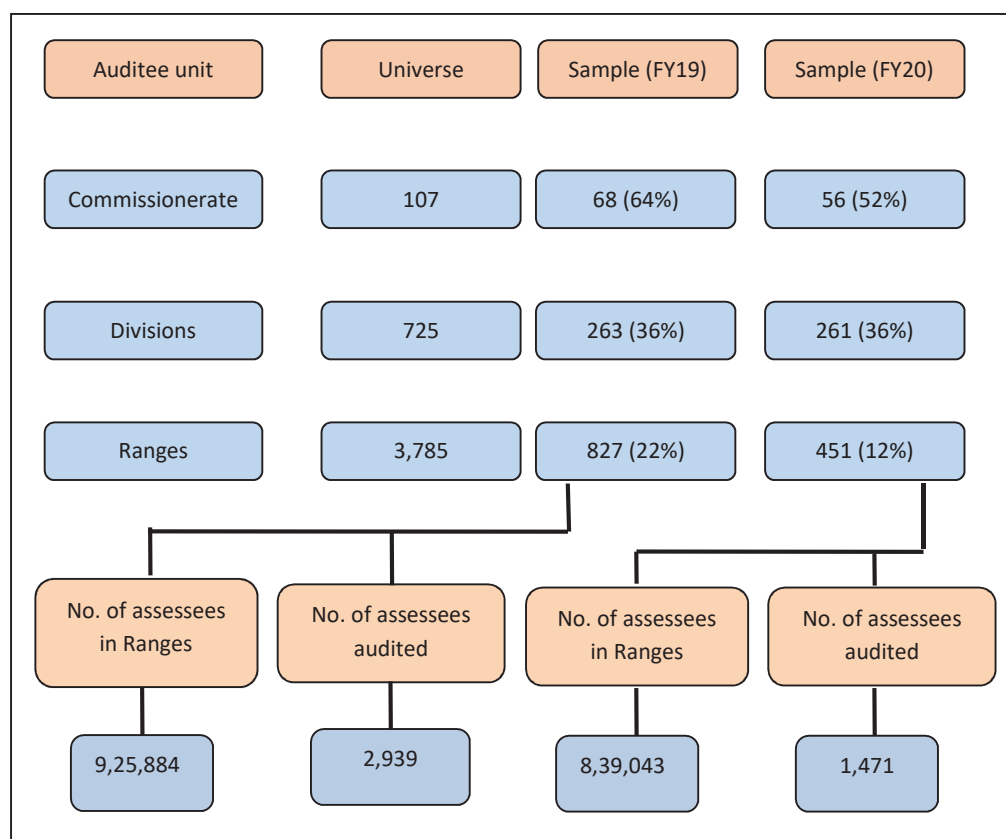 Auditee unit
Universe
Sample (FY19)
Sample (FY20)
Commissionerate
107
68 (64%)
56 (52%)
Divisions
725
263 (36%)
261 (36%)
Ranges
3,785
827 (22%)
451 (12%)
No. of assessees
in Ranges
No. of assessees
audited
No. of assessees
in Ranges
No. of assessees
audited
9,25,884
2,939
8,39,043
1,471